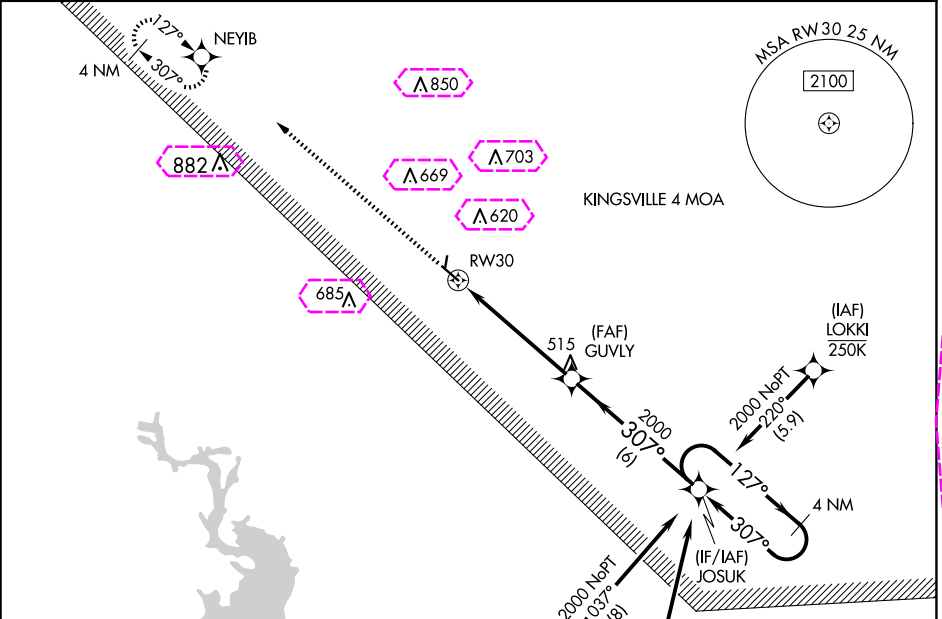 127°
NEYIB
4 NM
307°
850
MSA RW30 25 NM
2100
882
669
703
620
KINGSVILLE 4 MOA
685
RW30
(FAF)
GUVLY
515
(IAF)
LOKKI
250K
2000 NoPT
220°
(5.9)
2000
307°
(6)
127°
4 NM
307°
(IF/IAF)
JOSUK
2000 NoPT
037°